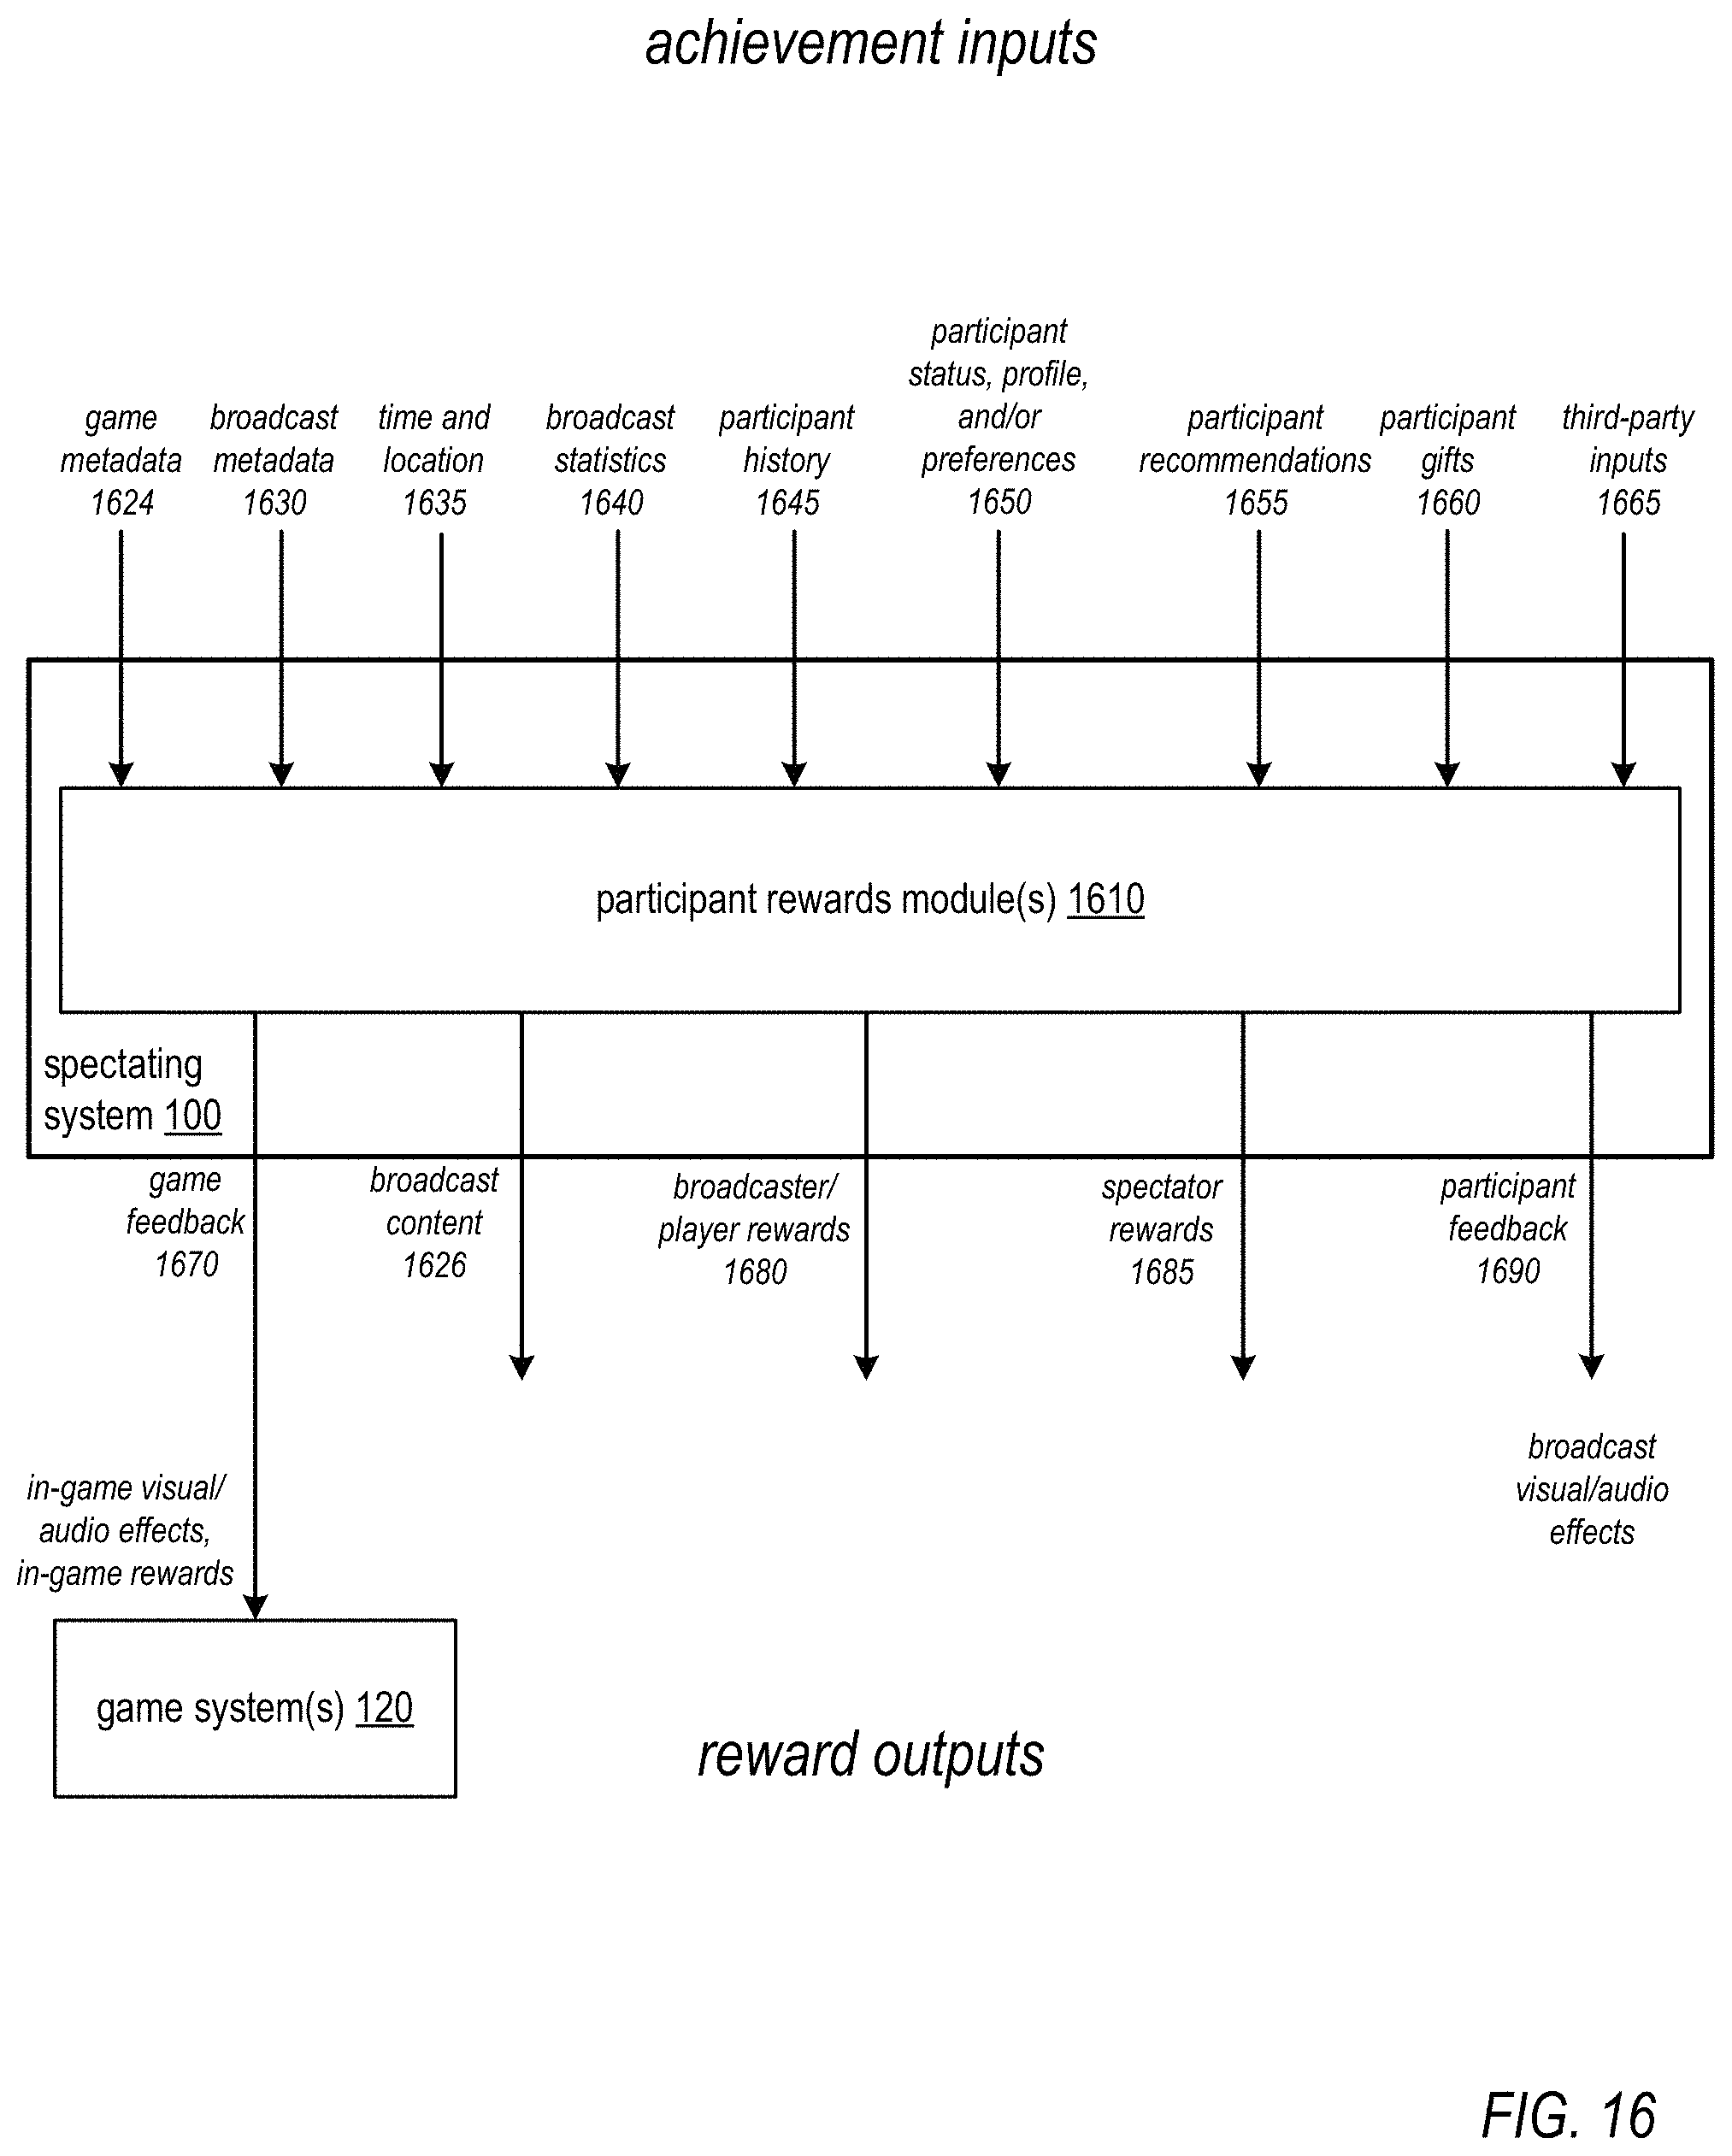 achievement inputs
game
metadata
1624
broadcast
metadata
1630
time and
location
1635
broadcast
statistics
1640
participant
history
1645
participant
status, profile,
and/or
preferences
1650
participant
recommendations
1655
participant
gifts
1660
third-party
inputs
1665
participant rewards module(s) 1610
spectating
system 100
game
feedback
1670
broadcast
content
1626
broadcaster/
player rewards
1680
spectator
rewards
1685
participant
feedback
1690
in-game visual/
audio effects,
in-game rewards
broadcast
visual/audio
effects
game system(s) 120
reward outputs
FIG. 16